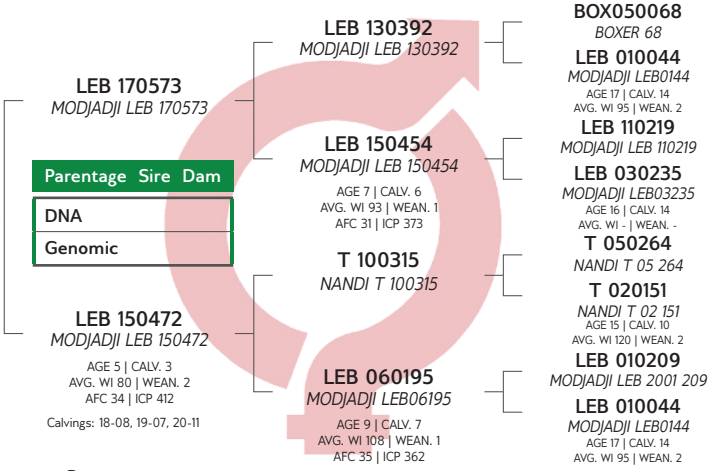 LEB 170573
MODJADJI LEB 170573
Parentage Sire Dam
DNA
Genomic
LEB 150472
MODJADJI LEB 150472
AGE 5 | CALV. 3
AVG. WI 80 | WEAN. 2
AFC 34 | ICP 412
Calvings: 18-08, 19-07, 20-11
LEB 130392
MODJADJI LEB 130392
LEB 150454
MODJADJI LEB 150454
AGE 7 | CALV. 6
AVG. WI 93 | WEAN. 1
AFC 31 | ICP 373
T 100315
NANDI T 100315
LEB 060195
MODJADJI LEB06195
AGE 9 | CALV. 7
AVG. WI 108 | WEAN. 1
AFC 35 | ICP 362
BOX050068
BOXER 68
LEB 010044
MODJADJI LEB0144
AGE 17 | CALV. 14
AVG. WI 95 | WEAN. 2
LEB 110219
MODJADJI LEB 110219
LEB 030235
MODJADJI LEB03235
AGE 16 | CALV. 14
AVG. WI - | WEAN. -
T 050264
NANDI T 05 264
T 020151
NANDI T 02 151
AGE 15 | CALV. 10
AVG. WI 120 | WEAN. 2
LEB 010209
MODJADJI LEB 2001 209
LEB 010044
MODJADJI LEB0144
AGE 17 | CALV. 14
AVG. WI 95 | WEAN. 2